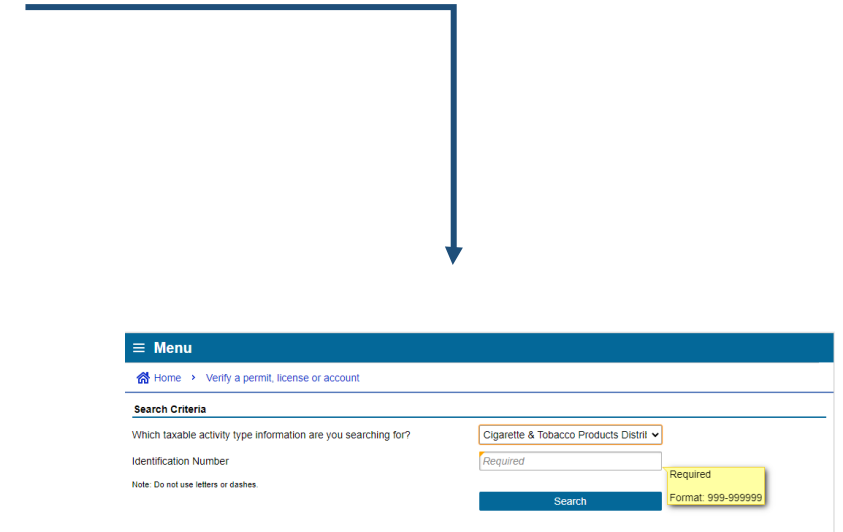 Menu
Home › Verify a permit, license or account
Search Criteria
Which taxable activity type information are you searching for? Cigarette & Tobacco Products Distril
Identification Number Required
Required
Note: Do not use letters or dashes.
Format: 999-999999
Search